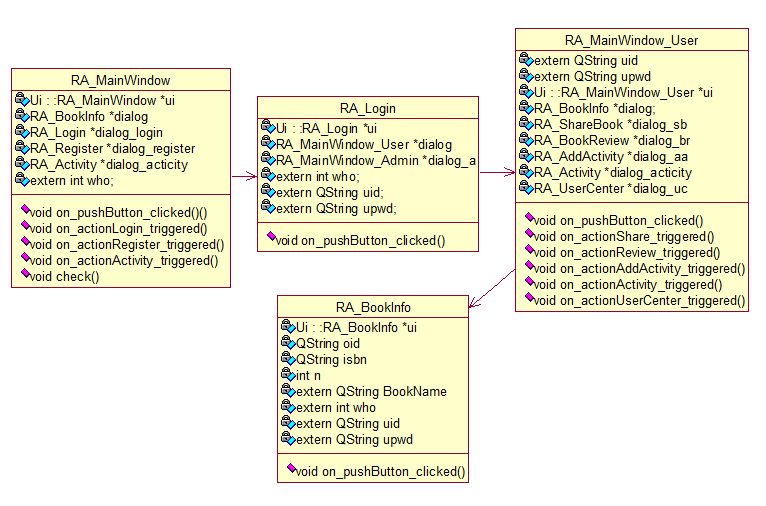 RA_MainWindow
Ui : :RA_MainWindow *ui
RA_BookInfo *dialog
RA_Login *dialog_login
RA_Register *dialog_register
RA_Activity *dialog_acticity
extern int who;
void on_pushButton_clicked()()
void on_actionLogin_triggered()
void on_actionRegister_triggered()
void on_actionActivity_triggered()
void check()
RA_Login
Ui : :RA_Login *ui
RA_MainWindow_User *dialog
RA_MainWindow_Admin *dialog_a
extern int who;
extern QString uid;
extern QString upwd;
void on_pushButton_clicked()
RA_MainWindow_User
extern QString uid
extern QString upwd
Ui : :RA_MainWindow_User *ui
RA_BookInfo *dialog;
RA_ShareBook *dialog_sb
RA_BookReview *dialog_br
RA_AddActivity *dialog_aa
RA_Activity *dialog_acticity
RA_UserCenter *dialog_uc
void on_pushButton_clicked()
void on_actionShare_triggered()
void on_actionReview_triggered()
void on_actionAddActivity_triggered()
void on_actionActivity_triggered()
void on_actionUserCenter_triggered()
RA_BookInfo
Ui : :RA_BookInfo *ui
QString oid
QString isbn
int n
extern QString BookName
extern int who
extern QString uid
extern QString upwd
void on_pushButton_clicked()